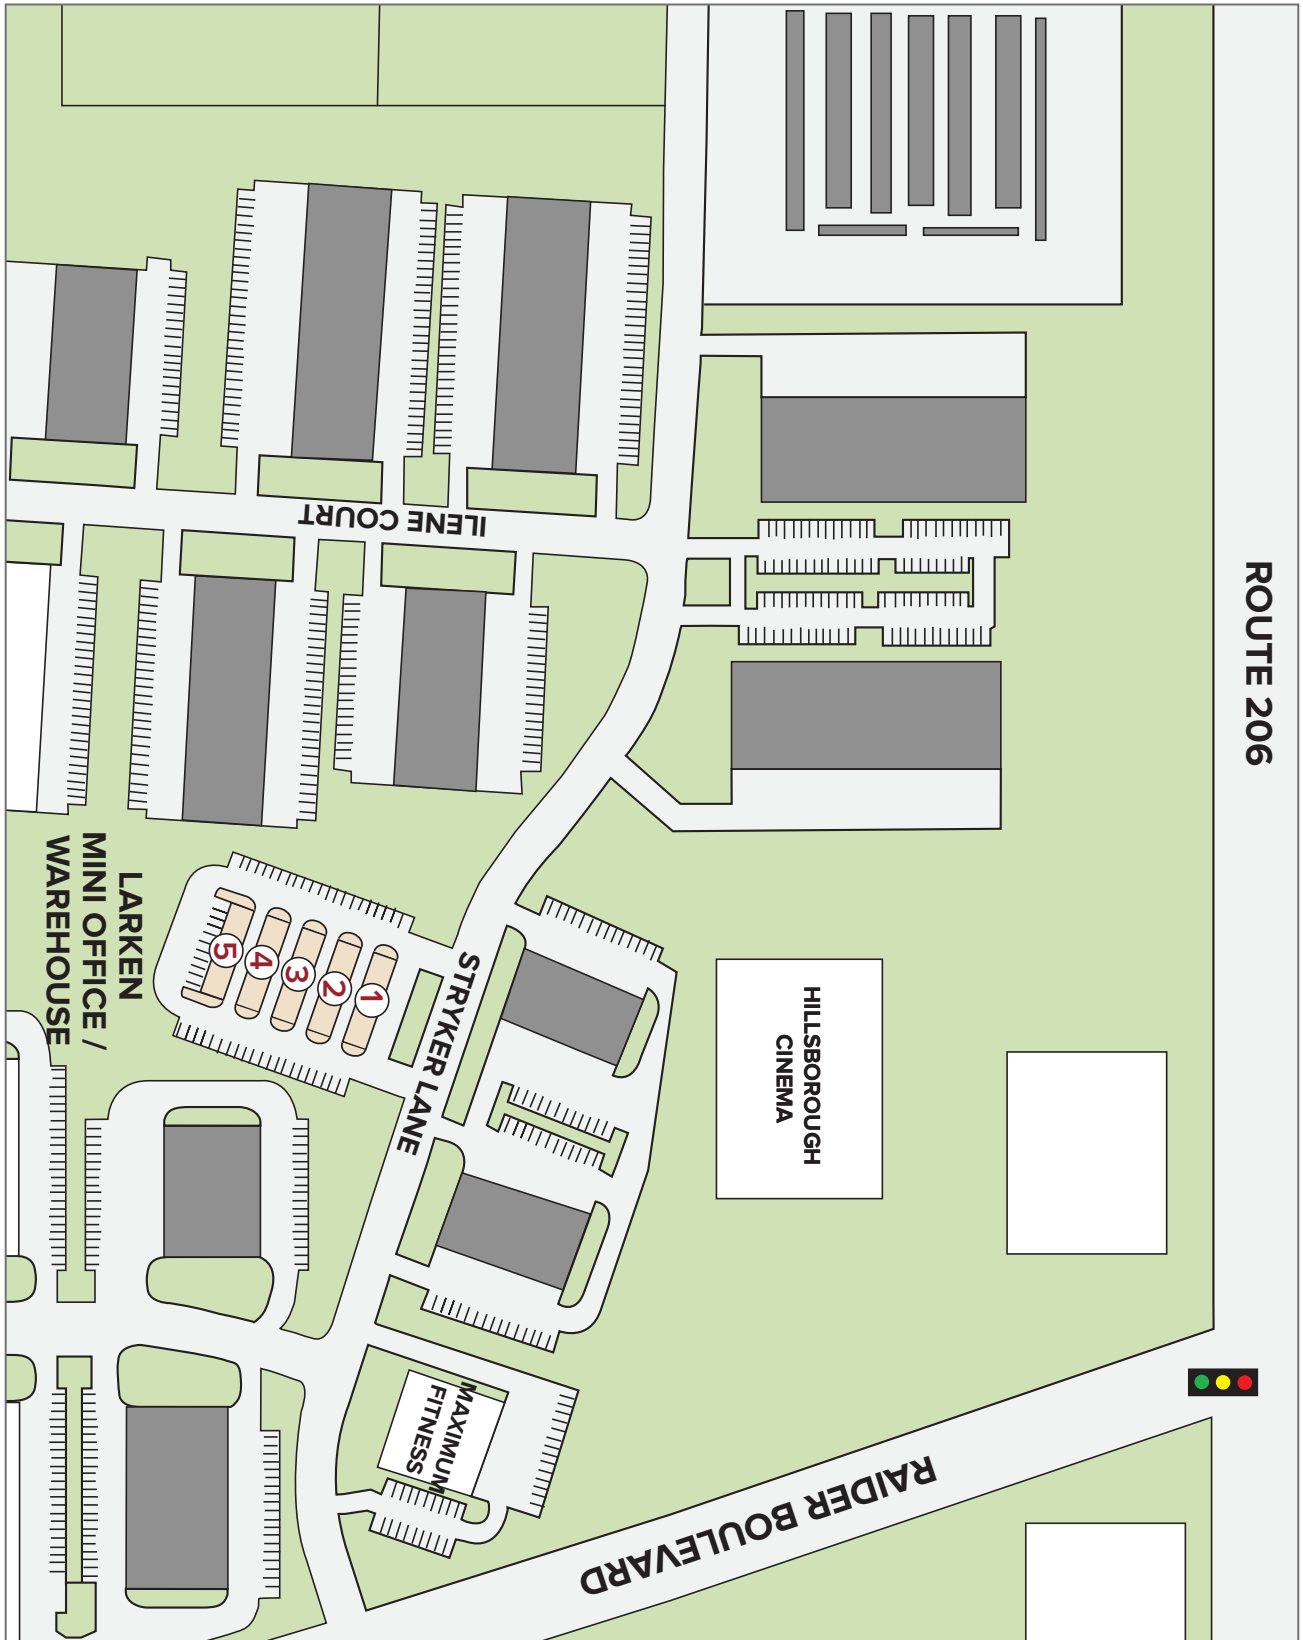 ROUTE 206
ILENE COURT
LARKEN
MINI OFFICE /
WAREHOUSE
1
2
3
4
5
STRYKER LANE
HILLSBOROUGH
CINEMA
MAXIMUM
FITNESS
RAIDER BOULEVARD